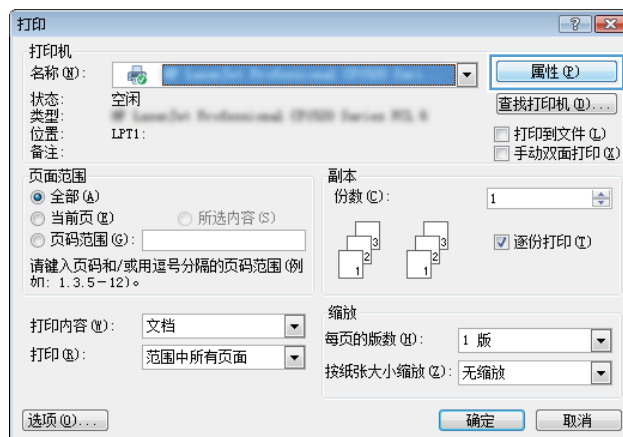 打印
打印机
名称(N):
属性(P)
状态: 空闲
类型:
查找打印机(D)...
位置: LPT1:
打印到文件(L)
备注:
手动双面打印(X)
页面范围
全部(A)
当前页(E) 所选内容(S)
页码范围(G):
请键入页码和/或用逗号分隔的页码范围(例
如: 1.3.5-12)。
副本
份数(C): 1
1 2 3
1 2 3
逐份打印(T)
打印内容(W): 文档
打印(R): 范围中所有页面
缩放
每页的版数(H): 1 版
按纸张大小缩放(Z): 无缩放
选项(O)...
确定 取消